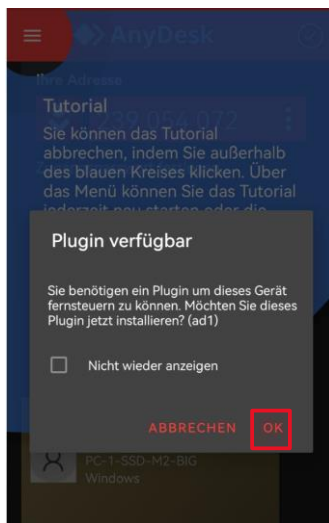 AnyDesk
Ihre Adresse
Tutorial
Sie können das Tutorial
abbrechen, indem Sie außerhalb
des blauen Kreises klicken. Über
das Menü können Sie das Tutorial
jederzeit neu starten oder die
Plugin verfügbar
Sie benötigen ein Plugin um dieses Gerät
fernsteuern zu können. Möchten Sie dieses
Plugin jetzt installieren? (ad1)
Nicht wieder anzeigen
ABBRECHEN OK
PC-1-SSD-M2-BIG
Windows